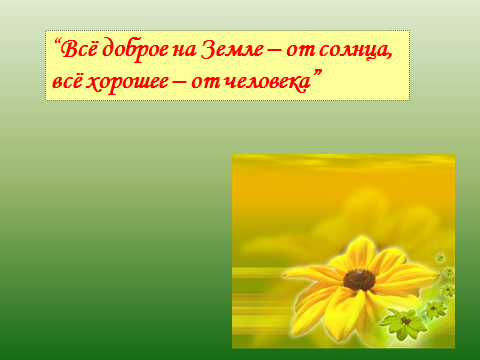 “Всё доброе на Земле – от солнца,
всё хорошее – от человека”